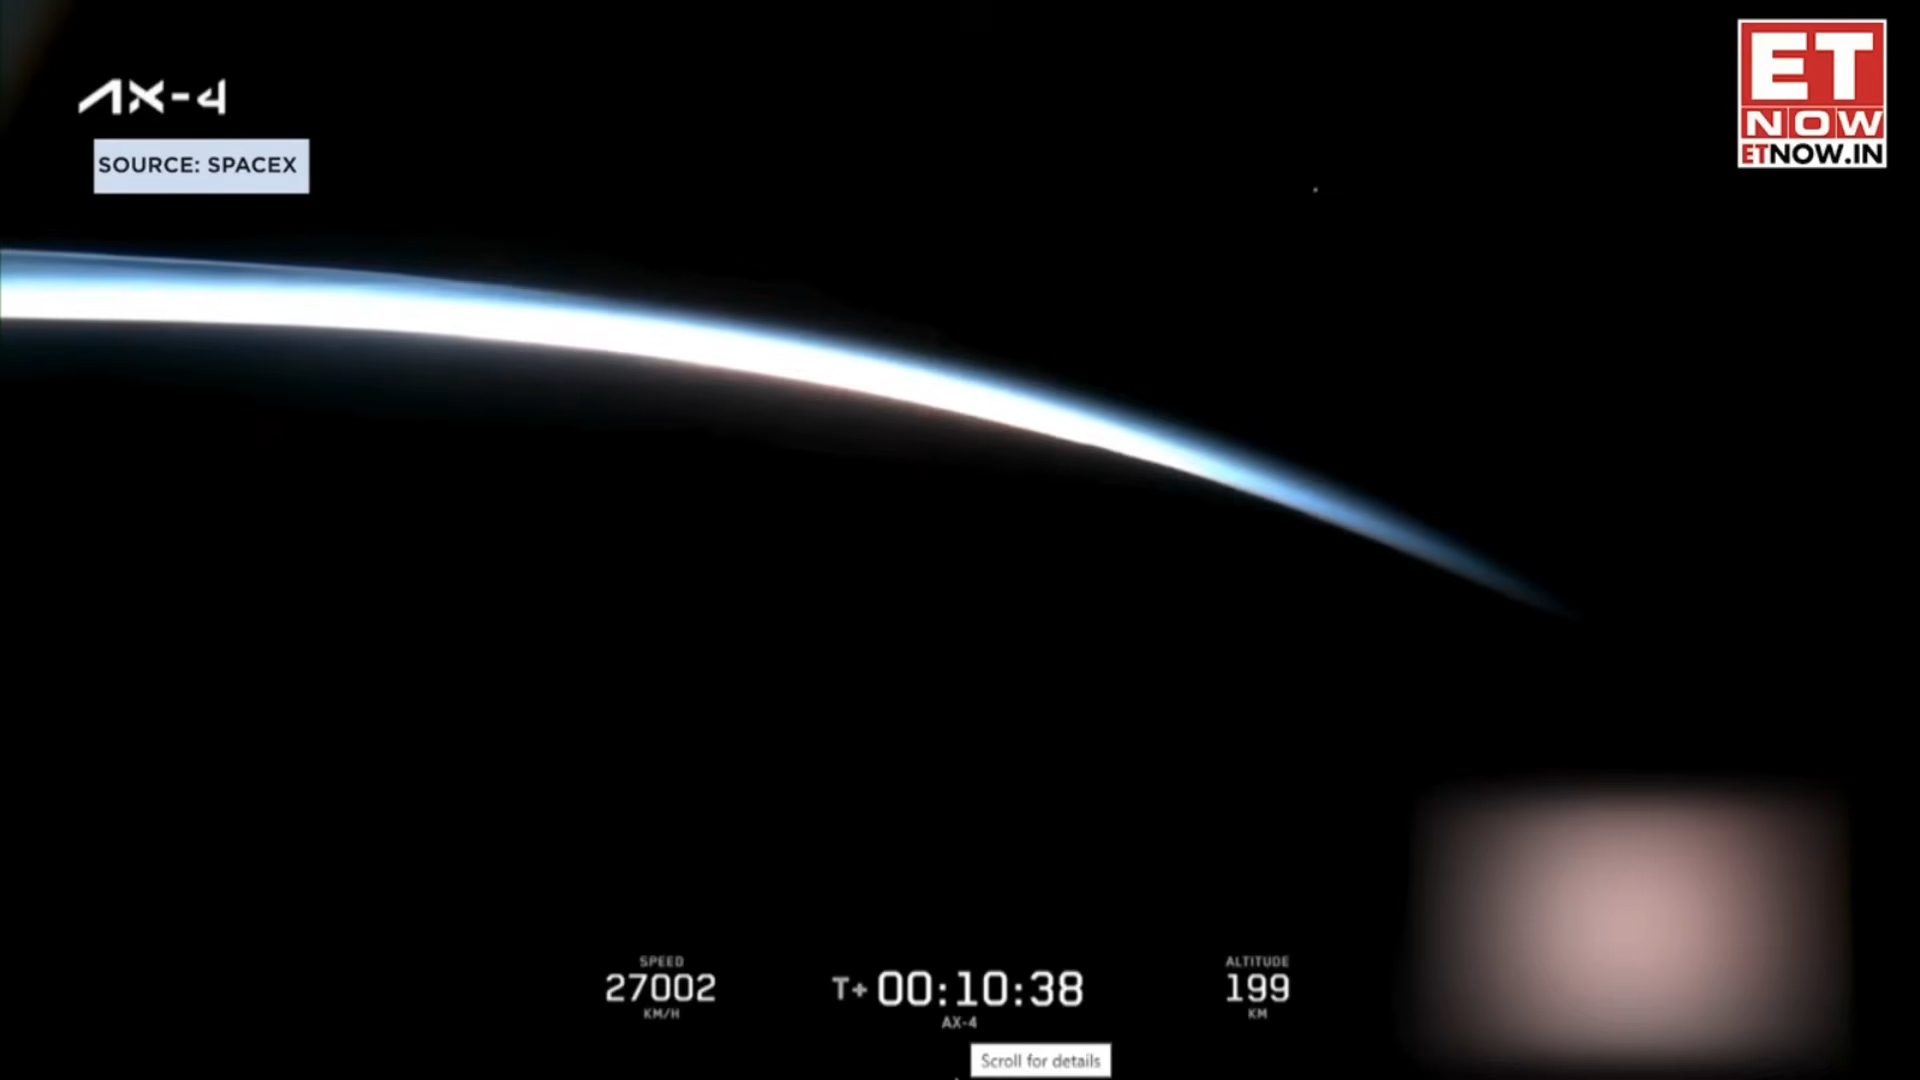 AX-4
SOURCE: SPACEX
ET
NOW
ETNOW.IN
SPEED
27002
KM/H
T+ 00:10:38
AX-4
ALTITUDE
199
KM
Scroll for details